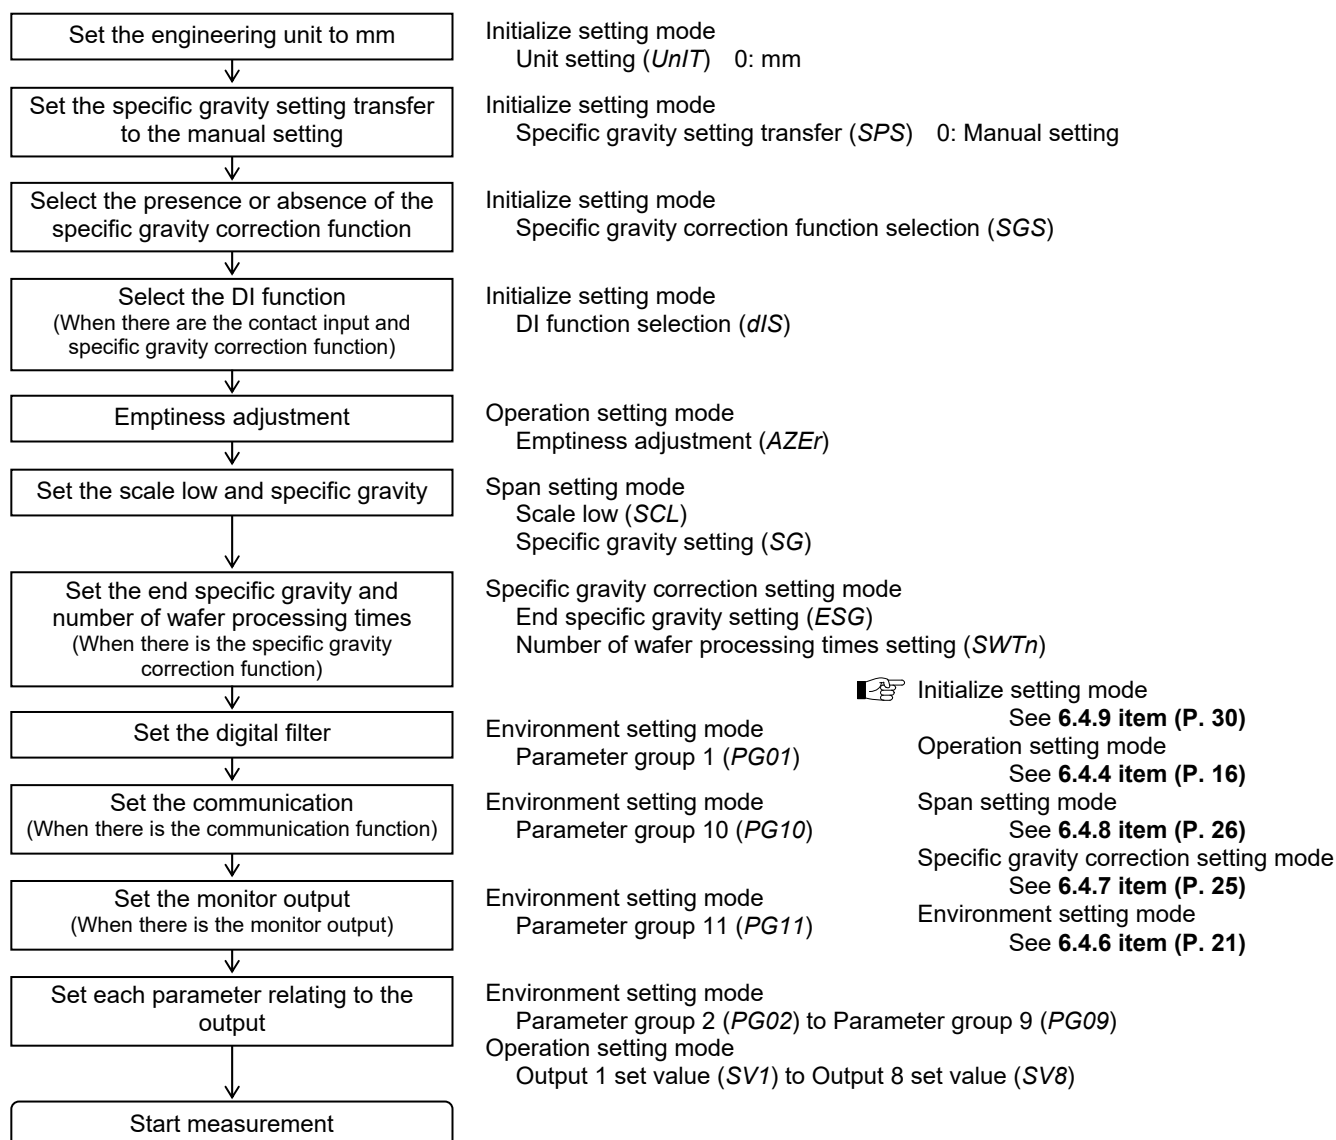 Set the engineering unit to mm
Initialize setting mode
Unit setting (UnIT) 0: mm
Set the specific gravity setting transfer
to the manual setting
Initialize setting mode
Specific gravity setting transfer (SPS) 0: Manual setting
Select the presence or absence of the
specific gravity correction function
Initialize setting mode
Specific gravity correction function selection (SGS)
Select the DI function
(When there are the contact input and
specific gravity correction function)
Initialize setting mode
DI function selection (dIS)
Emptiness adjustment
Operation setting mode
Emptiness adjustment (AZEr)
Set the scale low and specific gravity
Span setting mode
Scale low (SCL)
Specific gravity setting (SG)
Set the end specific gravity and
number of wafer processing times
(When there is the specific gravity
correction function)
Specific gravity correction setting mode
End specific gravity setting (ESG)
Number of wafer processing times setting (SWTn)
Set the digital filter
Environment setting mode
Parameter group 1 (PG01)
Set the communication
(When there is the communication function)
Environment setting mode
Parameter group 10 (PG10)
Set the monitor output
(When there is the monitor output)
Environment setting mode
Parameter group 11 (PG11)
Initialize setting mode
See 6.4.9 item (P. 30)
Operation setting mode
See 6.4.4 item (P. 16)
Span setting mode
See 6.4.8 item (P. 26)
Specific gravity correction setting mode
See 6.4.7 item (P. 25)
Environment setting mode
See 6.4.6 item (P. 21)
Set each parameter relating to the
output
Environment setting mode
Parameter group 2 (PG02) to Parameter group 9 (PG09)
Operation setting mode
Output 1 set value (SV1) to Output 8 set value (SV8)
Start measurement